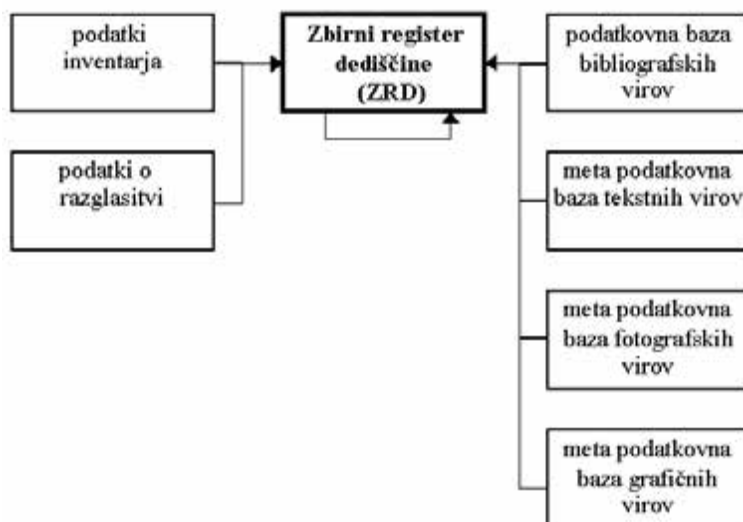 podatki
inventarja
podatki o
razglasitvi
Zbirni register
dediščine
(ZRD)
podatkovna baza
bibliografskih
virov
meta podatkovna
baza tekstnih virov
meta podatkovna
baza fotografskih
virov
meta podatkovna
baza grafičnih
virov